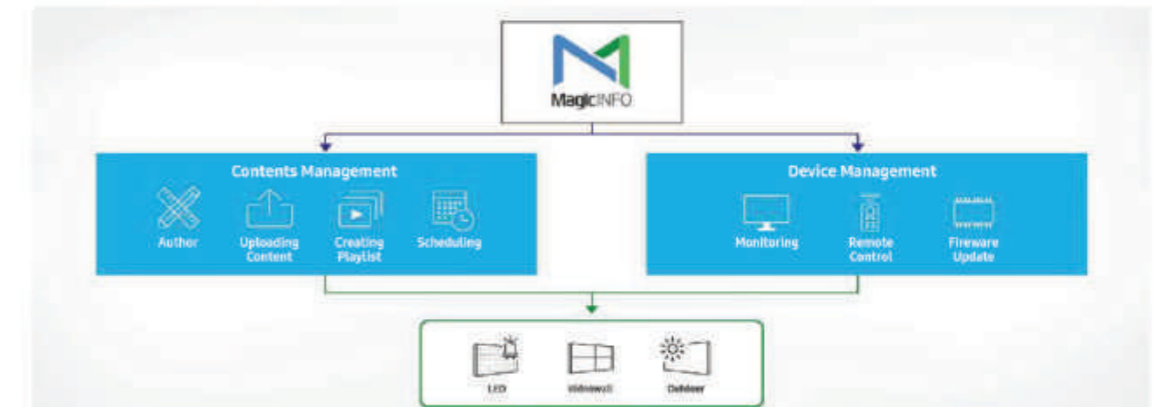 MagicINFO
Contents Management
Device Management
Author
Uploading
Content
Creating
Playlist
Scheduling
Monitoring
Remote
Control
Fireware
Update
LED
Videowall
Outdoor